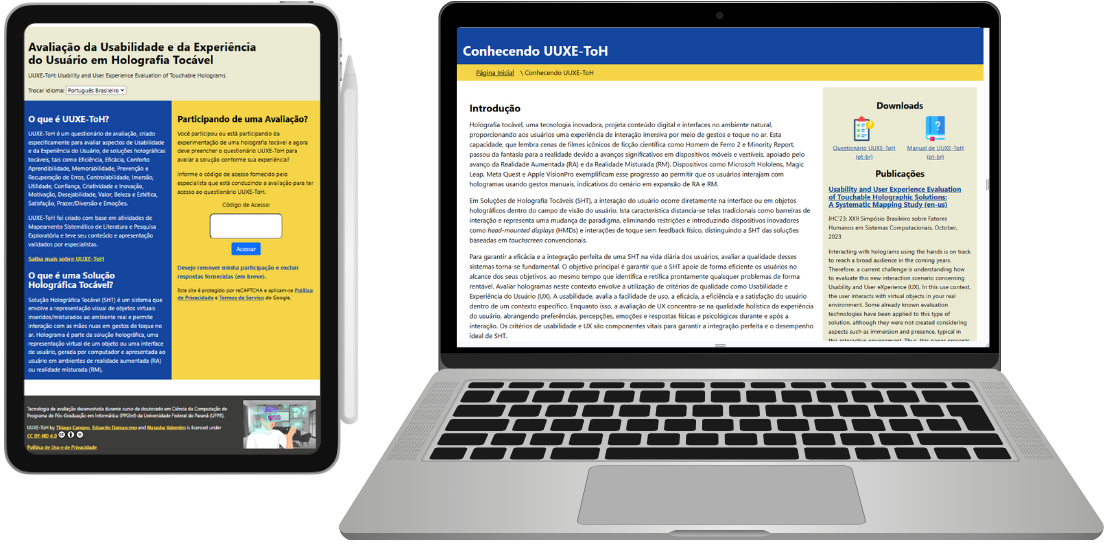 Avaliação da Usabilidade e da Experiência
do Usuário em Holografia Tocável
UUXE-ToH: Usability and User Experience Evaluation of Touchable Holograms
Trocar idioma: Português Brasileiro
O que é UUXE-ToH?
UUXE-ToH é um questionário de avaliação, criado
especificamente para avaliar aspectos de Usabilidade
e da Experiência do Usuário, de soluções holográficas
tocáveis, tais como Eficiência, Eficácia, Conforto
Aprendibilidade, Memorabilidade, Prevenção e
Recuperação de Erros, Controlabilidade, Imersão,
Utilidade, Confiança, Criatividade e Inovação,
Motivação, Desejabilidade, Valor, Beleza e Estética,
Satisfação, Prazer/Diversão e Emoções.
UUXE-ToH foi criado com base em atividades de
Mapeamento Sistemático de Literatura e Pesquisa
Exploratória e teve seu conteúdo e apresentação
validados por especialistas.
Saiba mais sobre UUXE-ToH
O que é uma Solução
Holográfica Tocável?
Solução Holográfica Tocável (SHT) é um sistema que
envolve a representação visual de objetos virtuais
inseridos/misturados ao ambiente real e permite
interação com as mãos nuas em gestos de toque no
ar. Holograma é parte da solução holográfica, uma
representação virtual de um objeto ou uma interface
de usuário, gerada por computador e apresentada ao
usuário em ambientes de realidade aumentada (RA)
ou realidade misturada (RM).
Participando de uma Avaliação?
Você participou ou está participando da
experimentação de uma holografia tocável e agora
deve preencher o questionário UUXE-ToH para
avaliar a solução conforme sua experiência!
Informe o código de acesso fornecido pelo
especialista que está conduzindo a avaliação para ter
acesso ao questionário UUXE-ToH.
Código de Acesso:
Acessar
Desejo remover minha participação e excluir
respostas fornecidas (em breve).
Este site é protegido por reCAPTCHA e aplicam-se Política
de Privacidade e Termos de Serviço do Google.
Tecnologia de avaliação desenvolvida durante curso de doutorado em Ciência da Computação do
Programa de Pós-Graduação em Informática (PPGInf) da Universidade Federal do Paraná (UFPR).
UUXE-ToH by Thiago Campos, Eduardo Damasceno and Natasha Valentim is licensed under
CC BY-ND 4.0
Política de Uso e de Privacidade
Conhecendo UUXE-ToH
Página Inicial \ Conhecendo UUXE-ToH
Introdução
Holografia tocável, uma tecnologia inovadora, projeta conteúdo digital e interfaces no ambiente natural,
proporcionando aos usuários uma experiência de interação imersiva por meio de gestos e toque no ar. Esta
capacidade, que lembra cenas de filmes icônicos de ficção científica como Homem de Ferro 2 e Minority Report,
passou da fantasia para a realidade devido a avanços significativos em dispositivos móveis e vestíveis, apoiado pelo
avanço da Realidade Aumentada (RA) e da Realidade Misturada (RM). Dispositivos como Microsoft Hololens, Magic
Leap, Meta Quest e Apple VisionPro exemplificam esse progresso ao permitir que os usuários interajam com
hologramas usando gestos manuais, indicativos do cenário em expansão de RA e RM.
Em Soluções de Holografia Tocáveis (SHT), a interação do usuário ocorre diretamente na interface ou em objetos
holográficos dentro do campo de visão do usuário. Ista característica distancia-se telas tradicionais como barreiras de
interação e representa uma mudança de paradigma, eliminando restrições e introduzindo dispositivos inovadores
como head-mounted displays (HMDs) e interações de toque sem feedback físico, distinguindo a SHT das soluções
baseadas em touchscreen convencionais.
Para garantir a eficácia e a integração perfeita de uma SHT na vida diária dos usuários, avaliar a qualidade desses
sistemas torna-se fundamental. O objetivo principal é garantir que a SHT apoie de forma eficiente os usuários no
alcance dos seus objetivos, ao mesmo tempo que identifica e retifica prontamente quaisquer problemas de forma
rentável. Avaliar hologramas neste contexto envolve a utilização de critérios de qualidade como Usabilidade e
Experiência do Usuário (UX). A usabilidade, avalia a facilidade de uso, a eficácia, a eficiência e a satisfação do usuário
dentro de um contexto específico. Enquanto isso, a avaliação de UX concentra-se na qualidade holística da experiência
do usuário, abrangendo preferências, percepções, emoções e respostas físicas e psicológicas durante e após a
interação. Os critérios de usabilidade e UX são componentes vitais para garantir a integração perfeita e o desempenho
ideal de SHT.
Downloads
Questionário UUXE-ToH
(pt-br)
Manual de UUXE-ToH
(pt-br)
Publicações
Usability and User Experience Evaluation
of Touchable Holographic Solutions:
A Systematic Mapping Study (en-us)
IHC'23: XXII Simpósio Brasileiro sobre Fatores
Humanos em Sistemas Computacionais. October,
2023
Interacting with holograms using the hands is on track
to reach a broad audience in the coming years.
Therefore, a current challenge is understanding how
to evaluate this new interaction scenario concerning
Usability and User eXperience (UX). In this use context,
the user interacts with virtual objects in your real
environment. Some already known evaluation
technologies have been applied to this type of
solution, although they were not created considering
aspects such as immersion and presence, typical in
this interactive environment. Thus, this paper presents